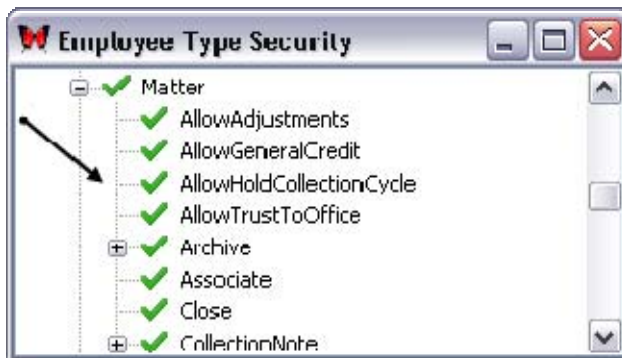 Employee Type Security
Matter
AllowAdjustments
AllowGeneralCredit
AllowHoldCollectionCycle
AllowTrustToOffice
Archive
Associate
Close
CollectionNote